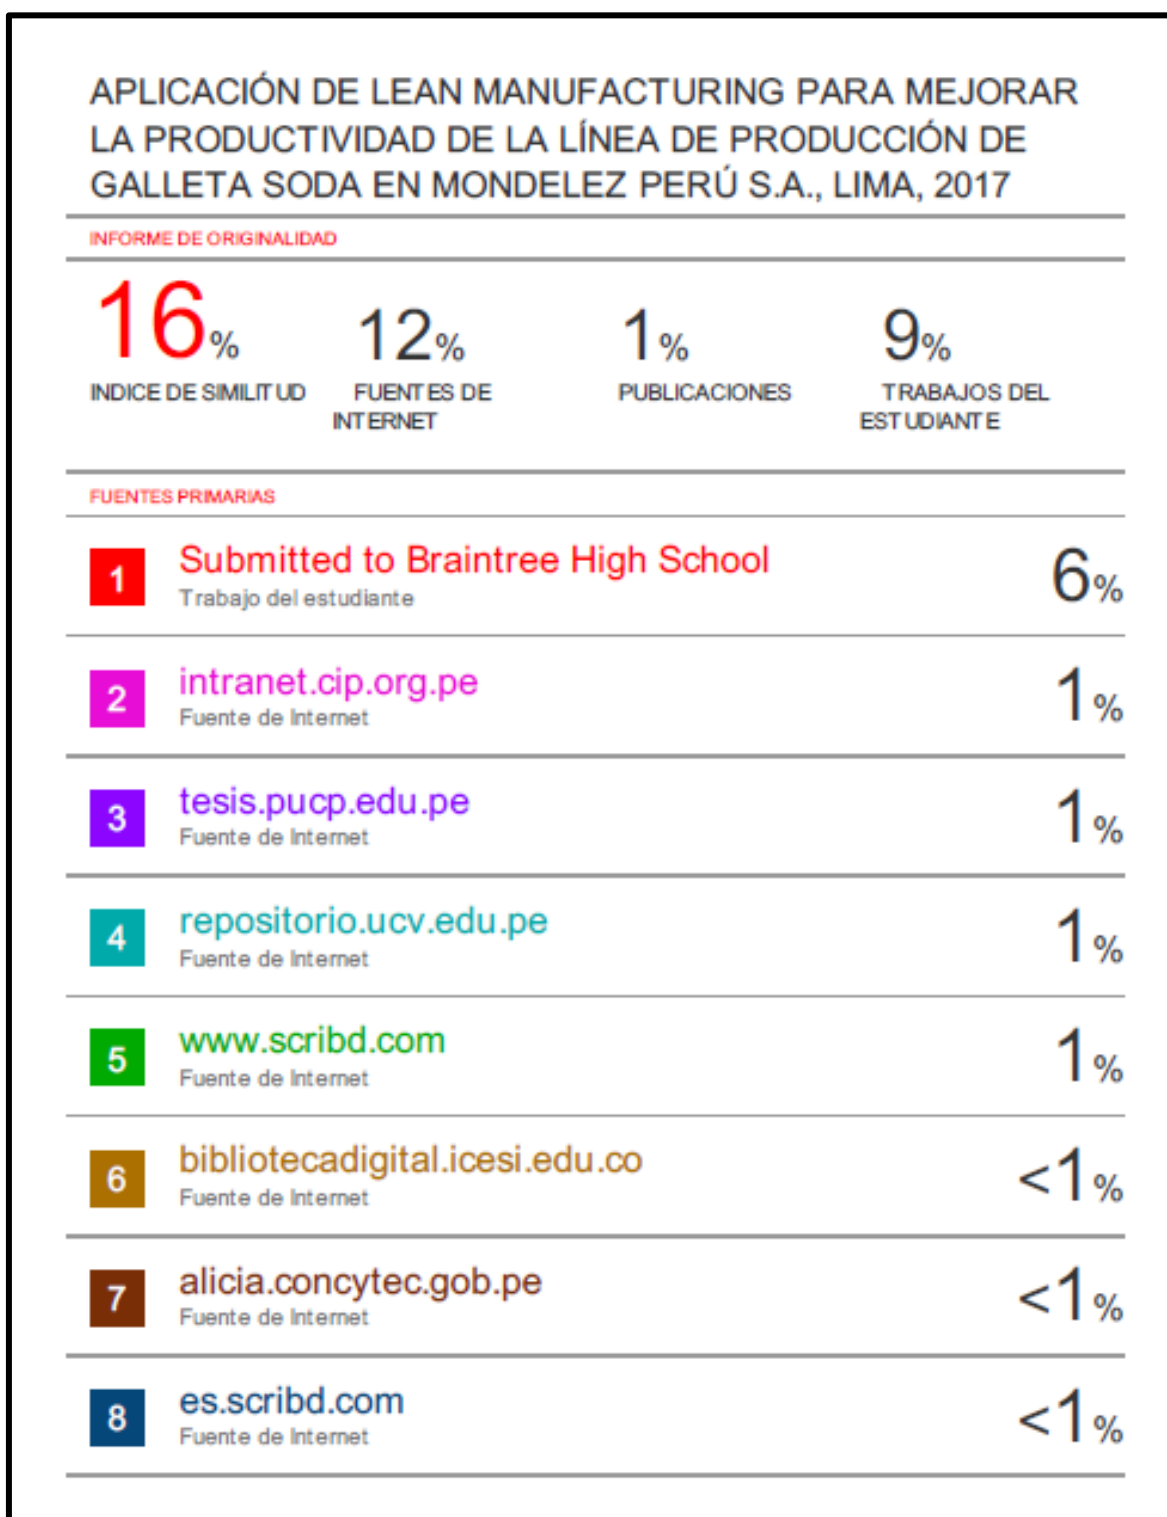 APLICACIÓN DE LEAN MANUFACTURING PARA MEJORAR
LA PRODUCTIVIDAD DE LA LÍNEA DE PRODUCCIÓN DE
GALLETA SODA EN MONDELEZ PERÚ S.A., LIMA, 2017
INFORME DE ORIGINALIDAD
16%
INDICE DE SIMILITUD
12%
FUENTES DE
INTERNET
1%
PUBLICACIONES
9%
TRABAJOS DEL
ESTUDIANTE
FUENTES PRIMARIAS
1 Submitted to Braintree High School 6%
Trabajo del estudiante
2 intranet.cip.org.pe 1%
Fuente de Internet
3 tesis.pucp.edu.pe 1%
Fuente de Internet
4 repositorio.ucv.edu.pe 1%
Fuente de Internet
5 www.scribd.com 1%
Fuente de Internet
6 bibliotecadigital.icesi.edu.co <1%
Fuente de Internet
7 alicia.concytec.gob.pe <1%
Fuente de Internet
8 es.scribd.com <1%
Fuente de Internet